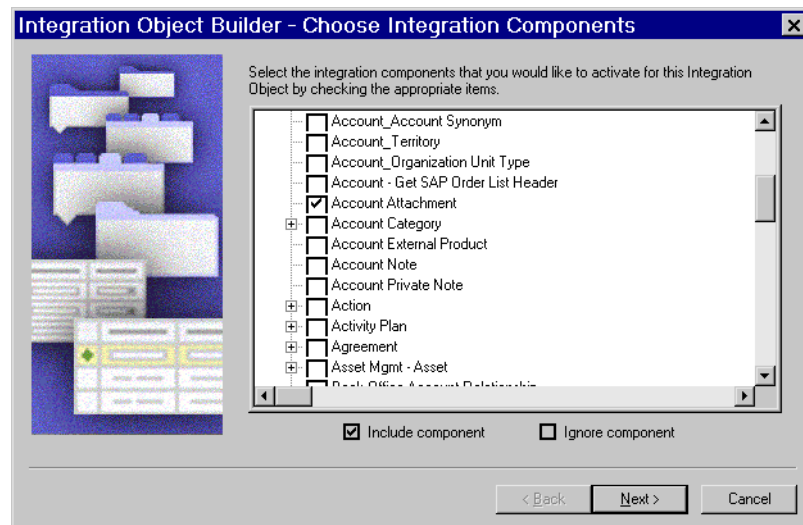 Integration Object Builder - Choose Integration Components
Select the integration components that you would like to activate for this Integration
Object by checking the appropriate items.
Account_Account Synonym
Account_Territory
Account_Organization Unit Type
Account - Get SAP Order List Header
Account Attachment
Account Category
Account External Product
Account Note
Account Private Note
Action
Activity Plan
Agreement
Asset Mgmt - Asset
Include component
Ignore component
< Back
Next >
Cancel